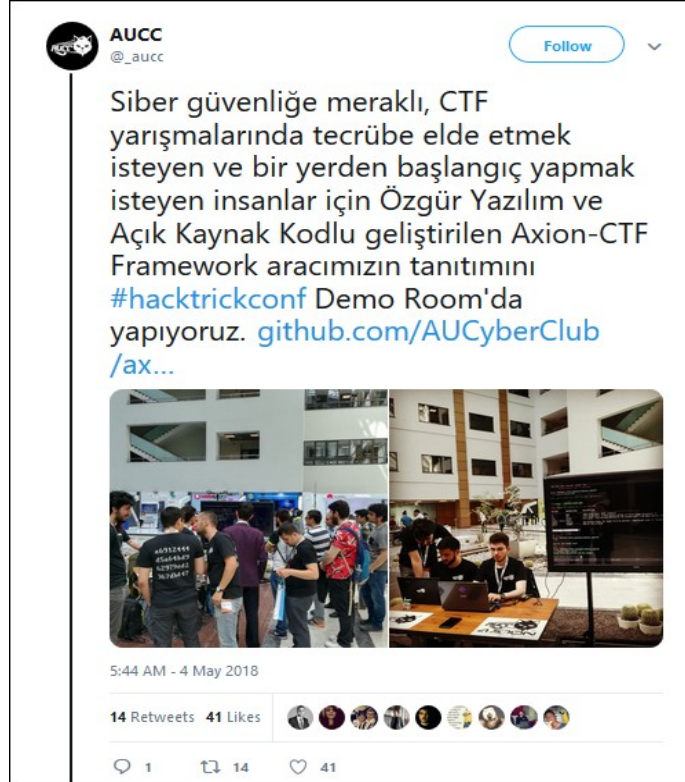 AUCC
@_aucc
Follow
Siber güvenliğe meraklı, CTF
yarışmalarında tecrübe elde etmek
isteyen ve bir yerden başlangıç yapmak
isteyen insanlar için Özgür Yazılım ve
Açık Kaynak Kodlu geliştirilen Axion-CTF
Framework aracımızın tanıtımını
#hacktrickconf Demo Room'da
yapıyoruz. github.com/AUCyberClub
/ax...
5:44 AM - 4 May 2018
14 Retweets 41 Likes
1 14 41